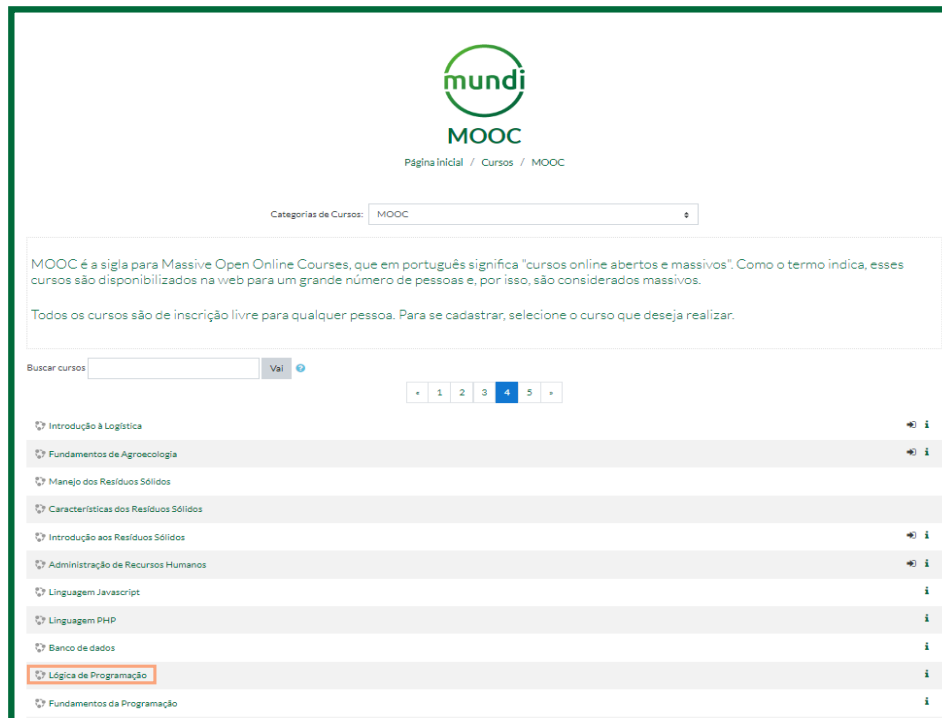 mundi
MOOC
Página inicial / Cursos / MOOC
Categorias de Cursos: MOOC
MOOC é a sigla para Massive Open Online Courses, que em português significa "cursos online abertos e massivos". Como o termo indica, esses
cursos são disponibilizados na web para um grande número de pessoas e, por isso, são considerados massivos.
Todos os cursos são de inscrição livre para qualquer pessoa. Para se cadastrar, selecione o curso que deseja realizar.
Buscar cursos Vai ?
« 1 2 3 4 5 »
Introdução à Logística i
Fundamentos de Agroecologia i
Manejo dos Resíduos Sólidos
Características dos Resíduos Sólidos
Introdução aos Resíduos Sólidos i
Administração de Recursos Humanos i
Linguagem Javascript i
Linguagem PHP i
Banco de dados i
Lógica de Programação i
Fundamentos da Programação i